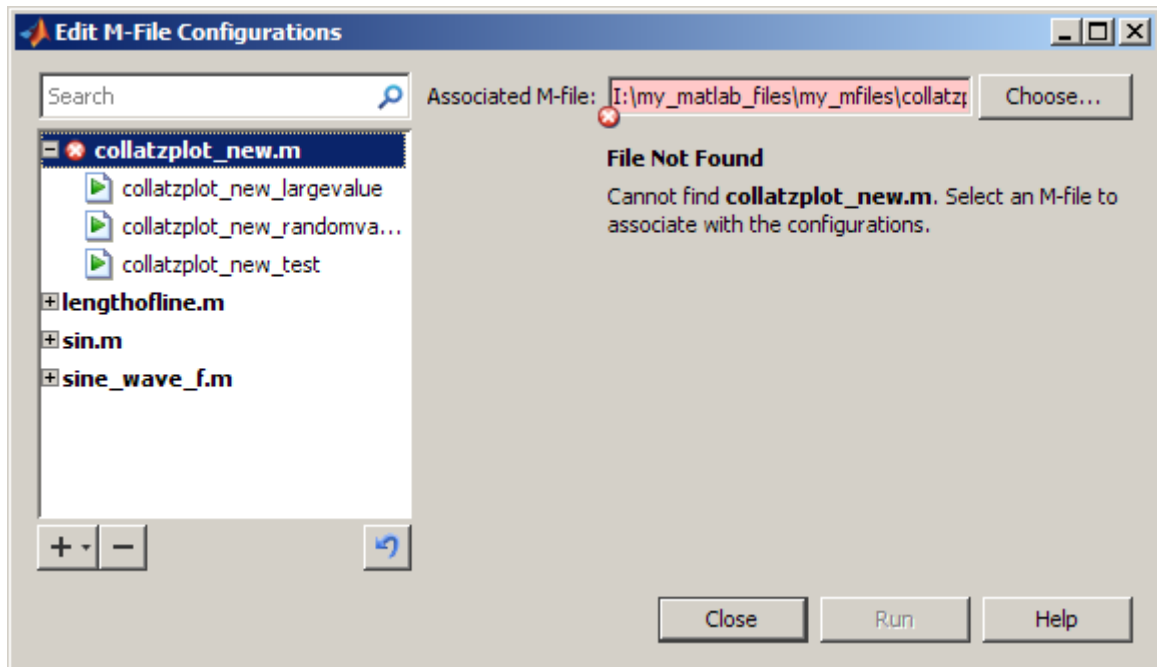 Edit M-File Configurations
Search
Associated M-file: I:\my_matlab_files\my_mfiles\collatzp
Choose...
collatzplot_new.m
collatzplot_new_largevalue
collatzplot_new_randomva...
collatzplot_new_test
lengthofline.m
sin.m
sine_wave_f.m
File Not Found
Cannot find collatzplot_new.m. Select an M-file to
associate with the configurations.
Close
Run
Help